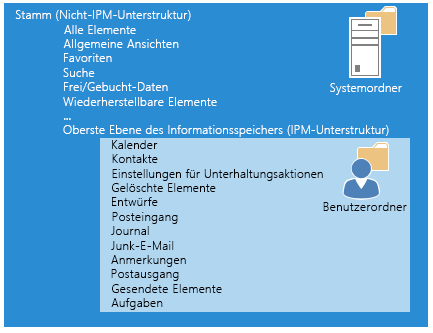 Stamm (Nicht-IPM-Unterstruktur)
Alle Elemente
Allgemeine Ansichten
Favoriten
Suche
Frei/Gebucht-Daten
Wiederherstellbare Elemente
...
Systemordner
Oberste Ebene des Informationsspeichers (IPM-Unterstruktur)
Kalender
Kontakte
Einstellungen für Unterhaltungsaktionen
Gelöschte Elemente
Entwürfe
Posteingang
Journal
Junk-E-Mail
Anmerkungen
Postausgang
Gesendete Elemente
Aufgaben
Benutzerordner